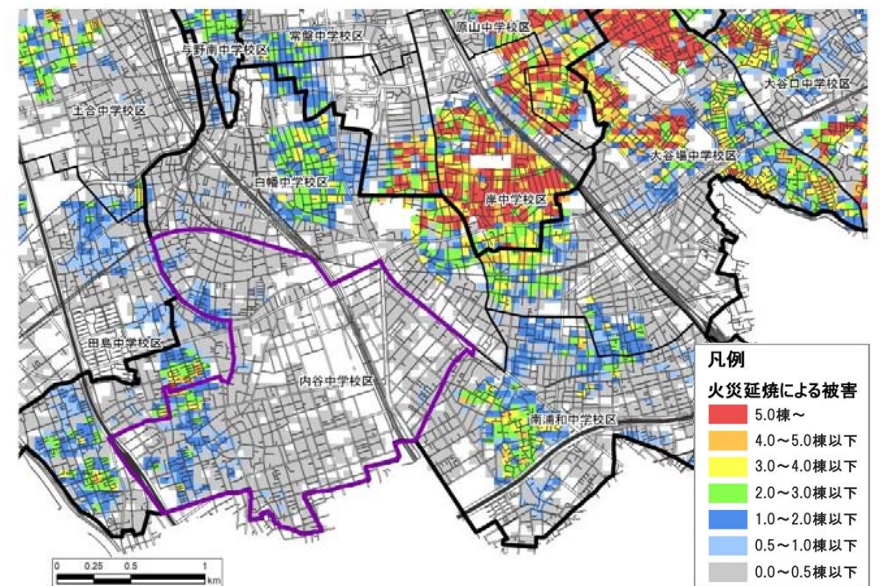 与野南中学校区
常盤中学校区
原山中学校区
大谷口中学校区
土合中学校区
大谷場中学校区
白幡中学校区
岸中学校区
田島中学校区
内谷中学校区
南浦和中学校区
凡例
火災延焼による被害
5.0棟～
4.0～5.0棟以下
3.0～4.0棟以下
2.0～3.0棟以下
1.0～2.0棟以下
0.5～1.0棟以下
0.0～0.5棟以下
0 0.25 0.5 1
km